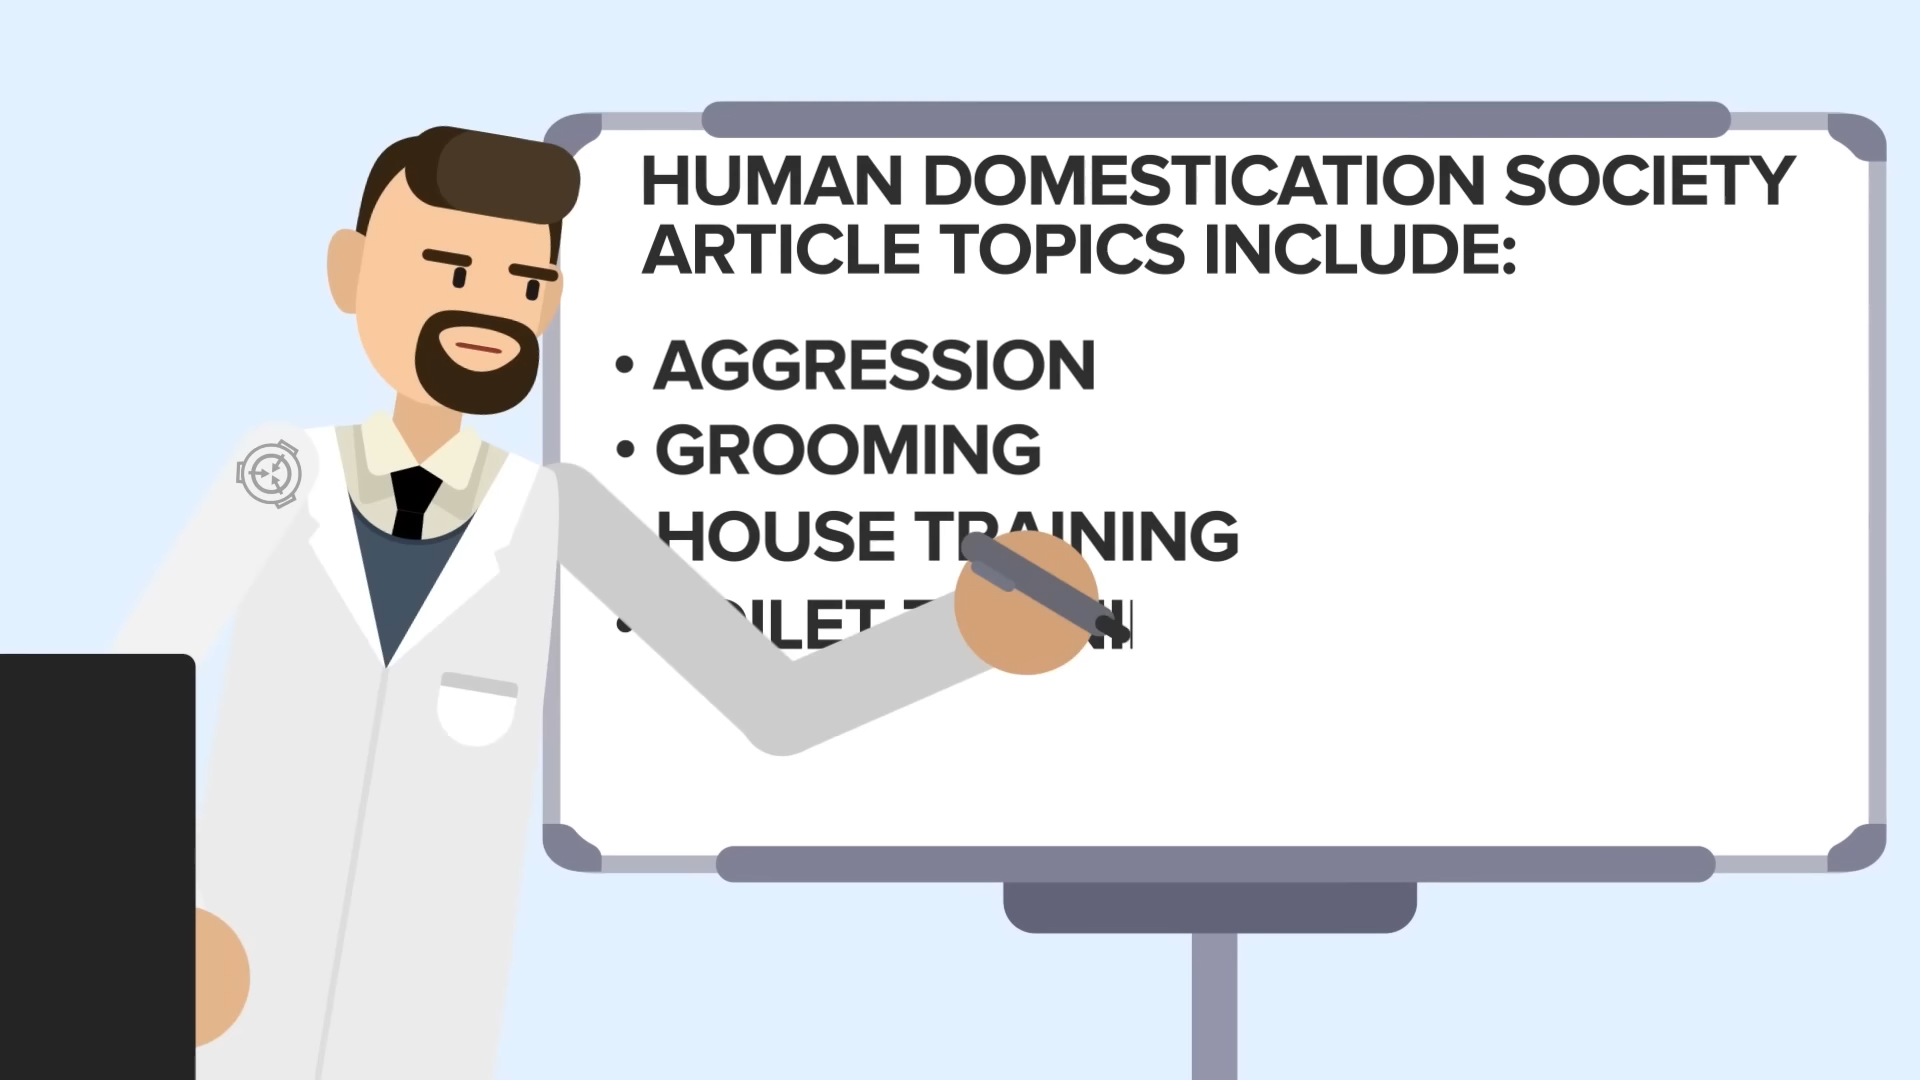 HUMAN DOMESTICATION SOCIETY
ARTICLE TOPICS INCLUDE:
• AGGRESSION
• GROOMING
HOUSE TRAINING
•